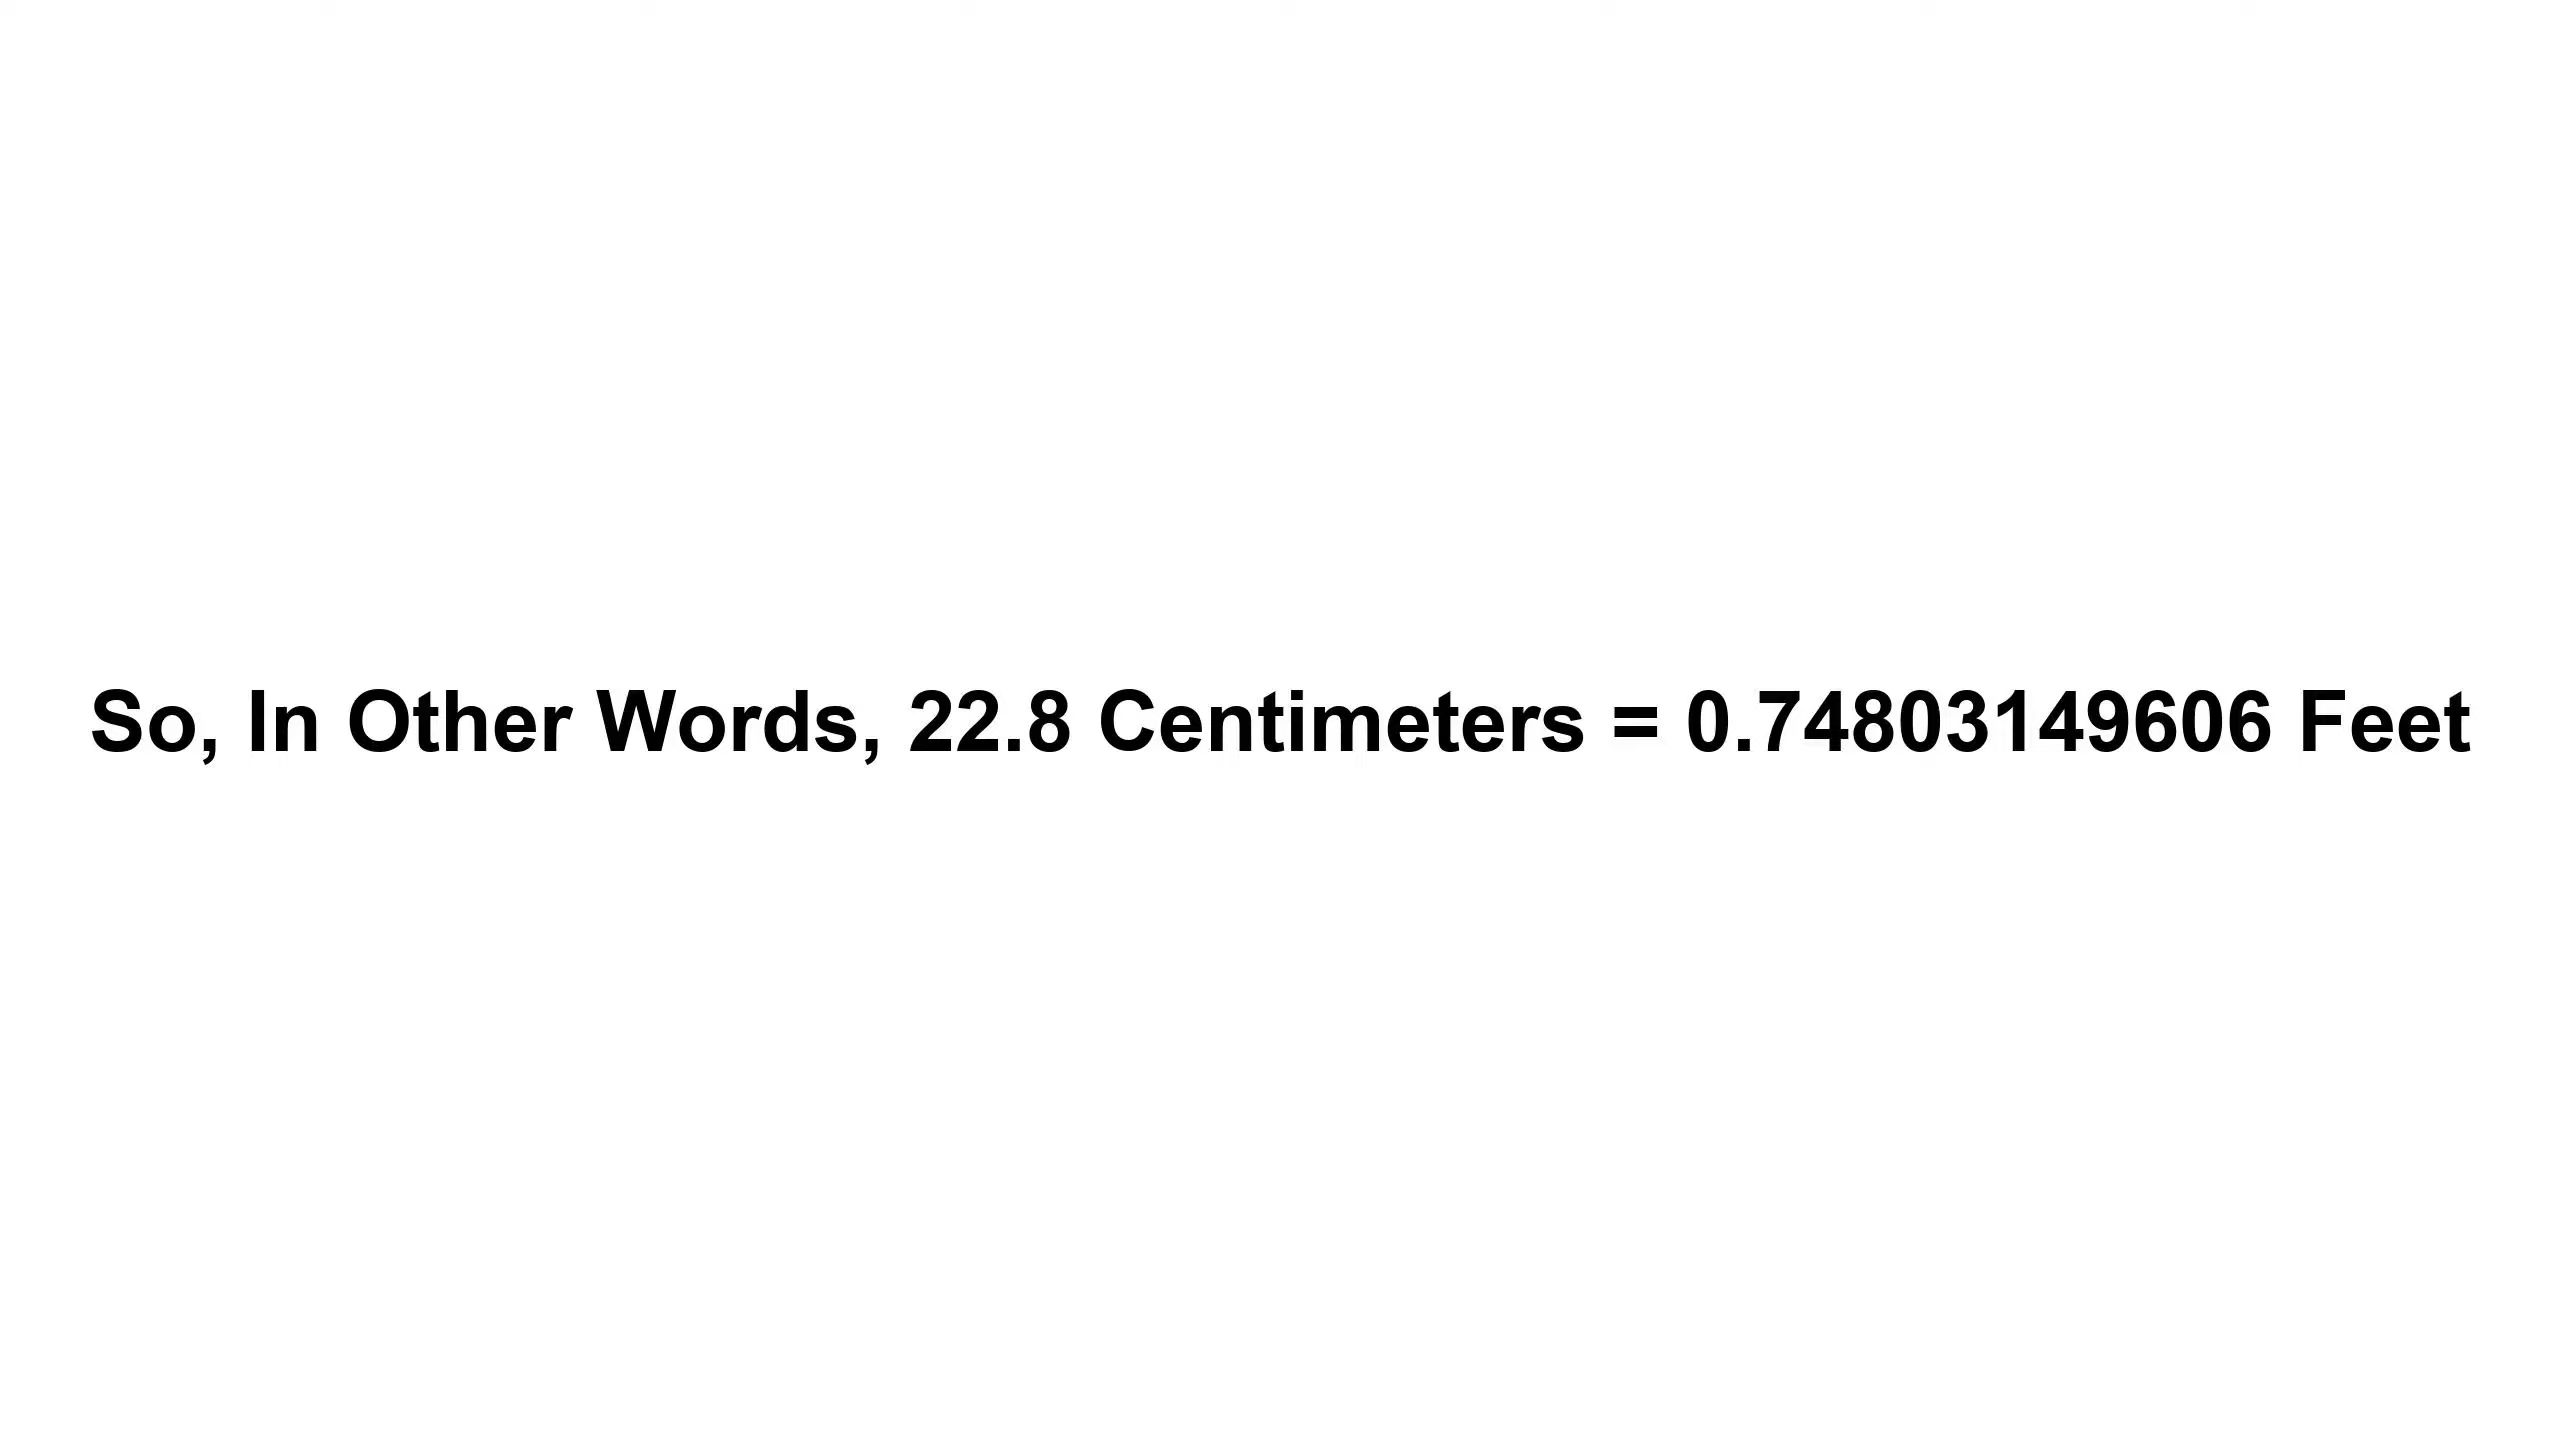 So, In Other Words, 22.8 Centimeters = 0.74803149606 Feet